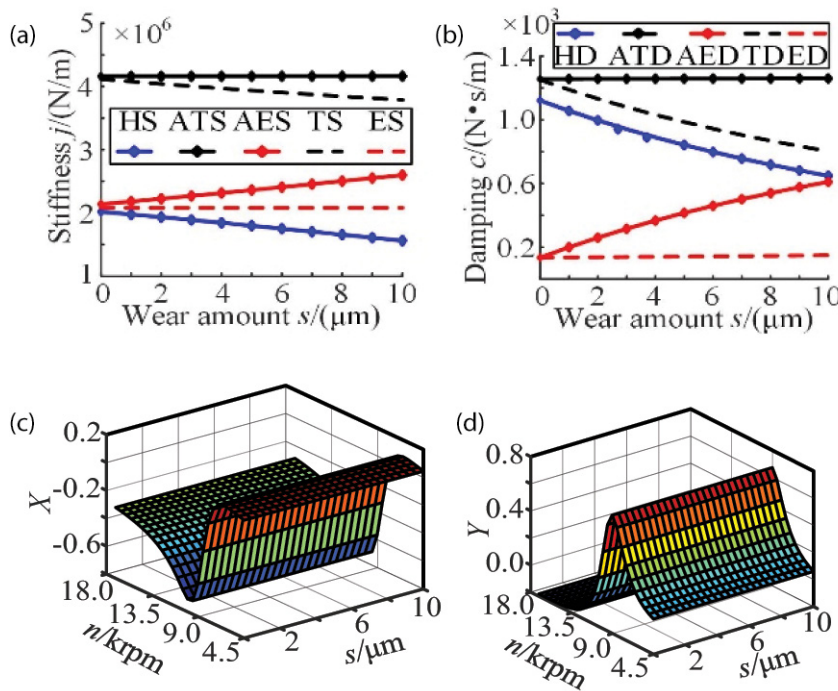 (a)
×10⁶
5
4
3
2
1
Stiffness j/(N/m)
HS ATS AES TS ES
0 2 4 6 8 10
Wear amount s/(μm)
(b)
×10³
1.4
1.0
0.6
0.2
Damping c/(N•s/m)
HD ATD AED TD ED
0 2 4 6 8 10
Wear amount s/(μm)
(c)
0.2
-0.2
-0.6
X
18.0
13.5
9.0
4.5
n/krpm
2
6
10
s/μm
(d)
0.8
0.4
0.0
Y
18.0
13.5
9.0
4.5
n/krpm
2
6
10
s/μm